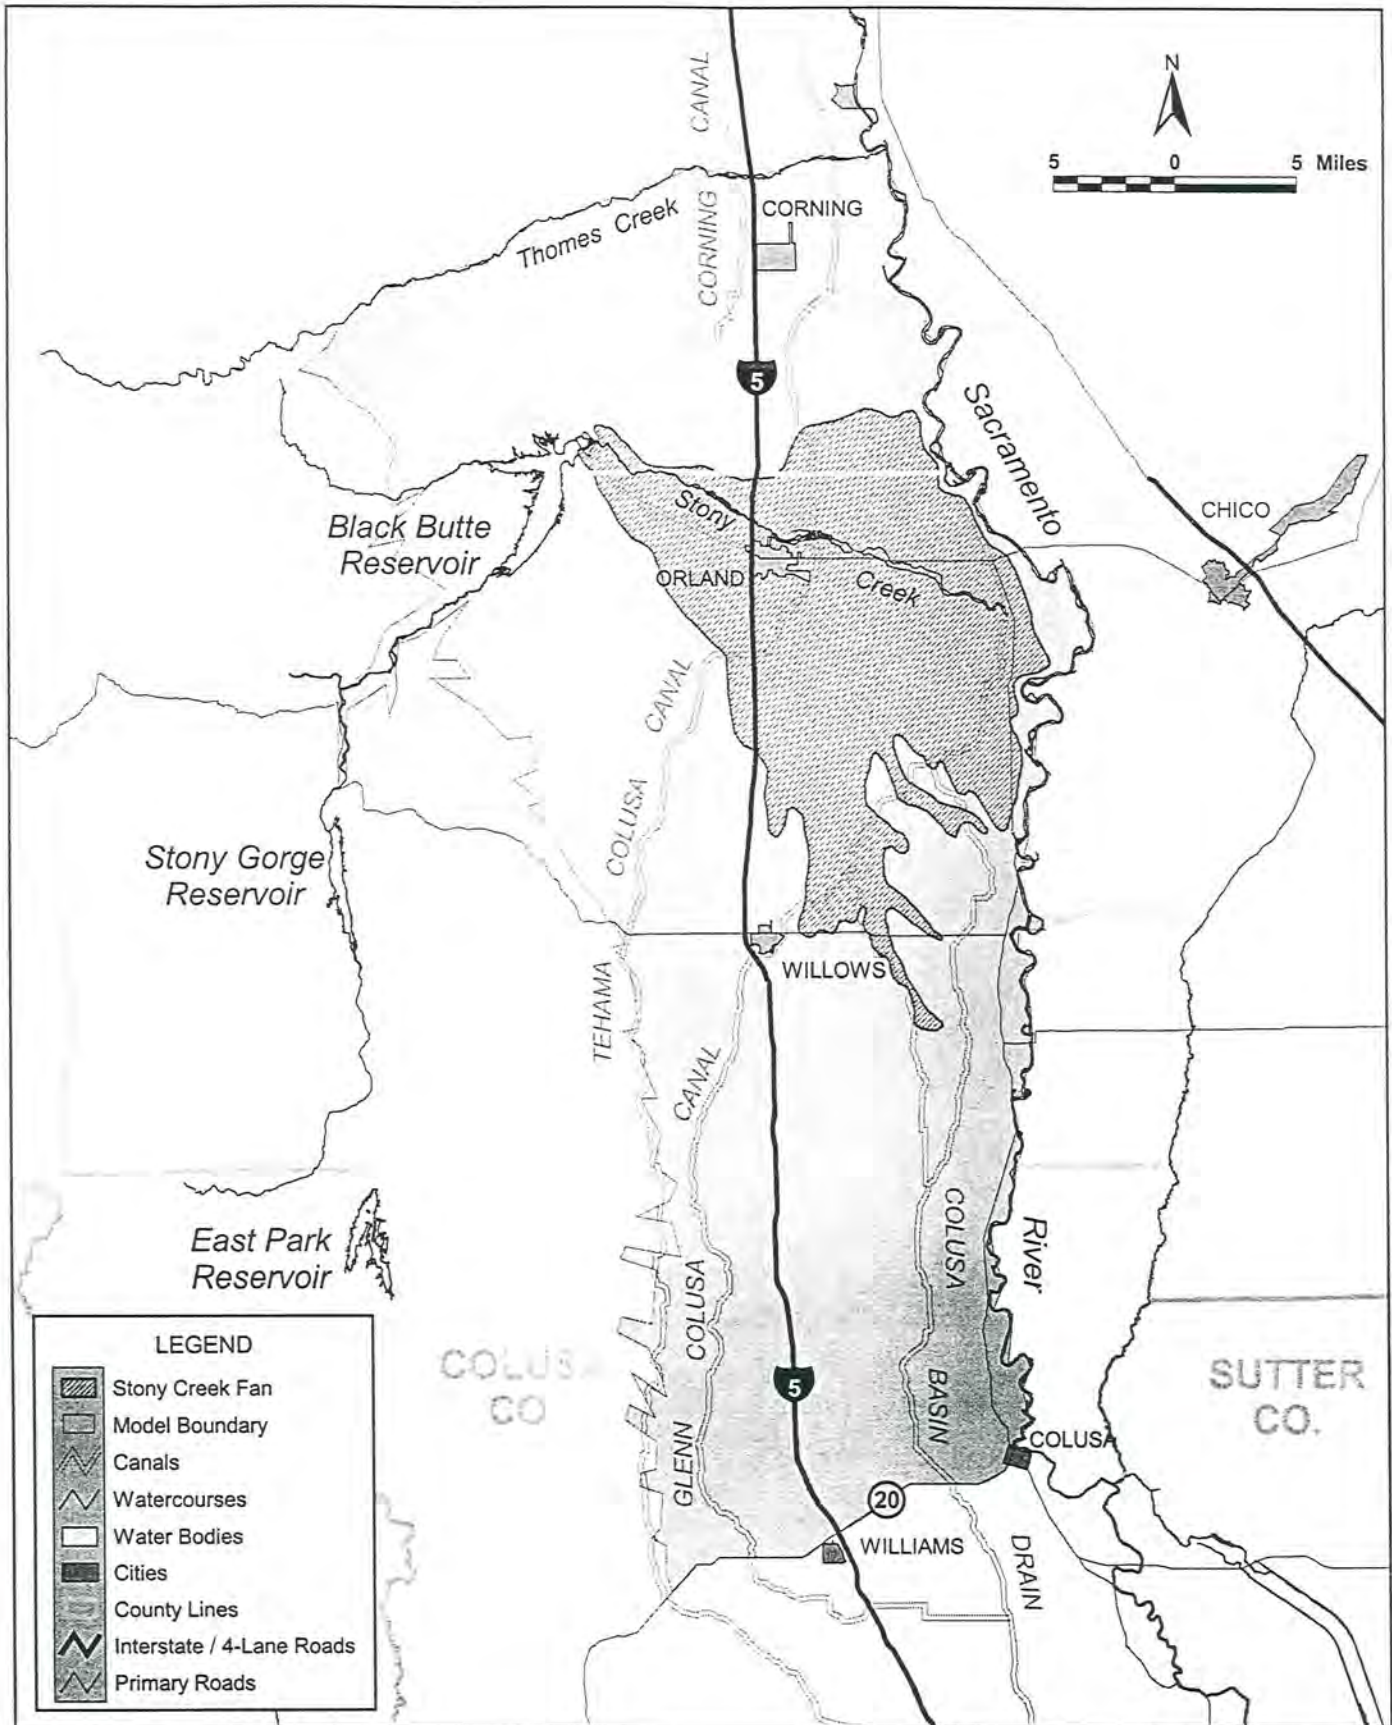 N
5 0 5 Miles
CANAL
CORNING
CORNING
Thomes Creek
5
Sacramento
CHICO
Black Butte
Reservoir
Stony
ORLAND
Creek
CANAL
COLUSA
Stony Gorge
Reservoir
WILLOWS
TEHAMA
CANAL
COLUSA
River
East Park
Reservoir
COLUSA
BASIN
COLUSA
CO
SUTTER
CO.
5
GLENN
COLUSA
20
WILLIAMS
DRAIN
LEGEND
Stony Creek Fan
Model Boundary
Canals
Watercourses
Water Bodies
Cities
County Lines
Interstate / 4-Lane Roads
Primary Roads